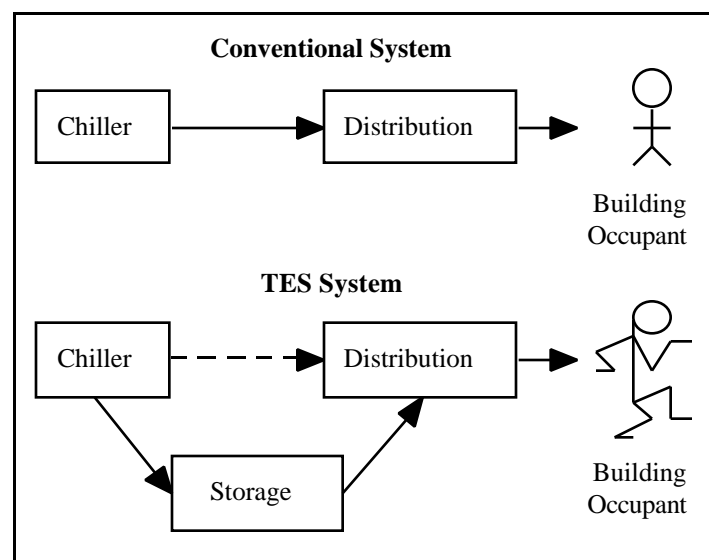 Conventional System
Chiller
Distribution
Building
Occupant
TES System
Chiller
Distribution
Storage
Building
Occupant